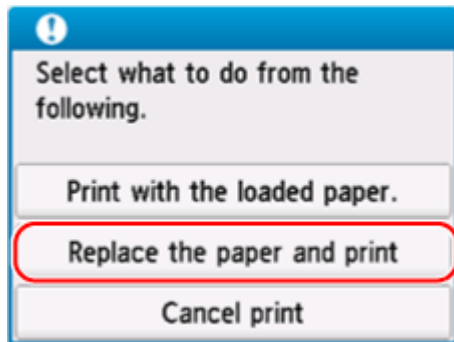 Select what to do from the
following.
Print with the loaded paper.
Replace the paper and print
Cancel print